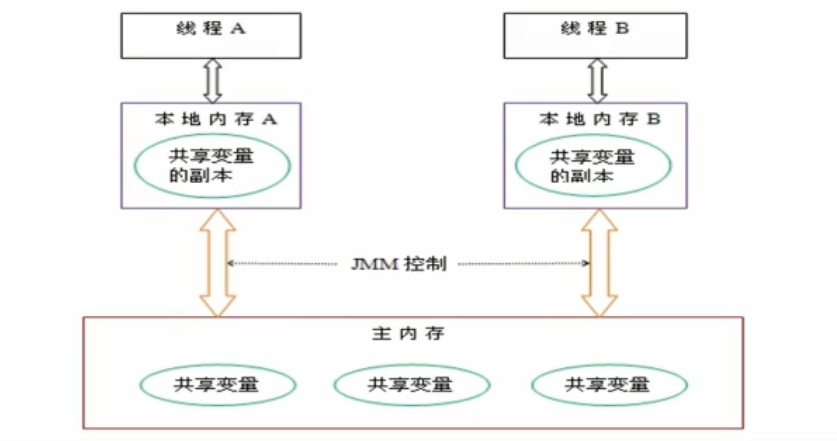 线程 A
线程 B
本地内存 A
本地内存 B
共享变量
的副本
共享变量
的副本
JMM 控制
主内存
共享变量
共享变量
共享变量